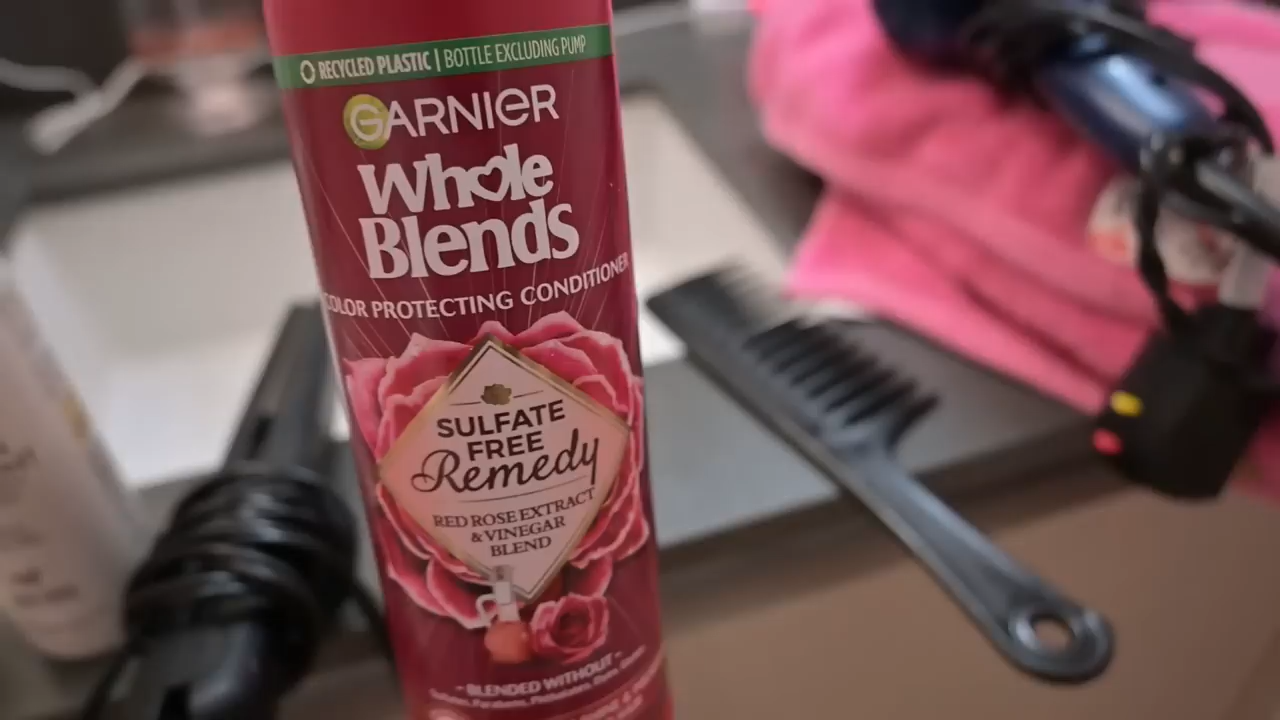 RECYCLED PLASTIC | BOTTLE EXCLUDING PUMP
GARNIER
Whole
Blends
COLOR PROTECTING CONDITIONER
SULFATE
FREE
Remedy
RED ROSE EXTRACT
& VINEGAR
BLEND
- BLENDED WITHOUT -